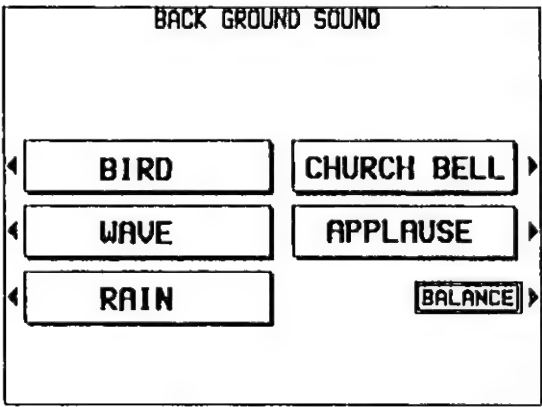 BACK GROUND SOUND
BIRD
CHURCH BELL
WAVE
APPLAUSE
RAIN
BALANCE